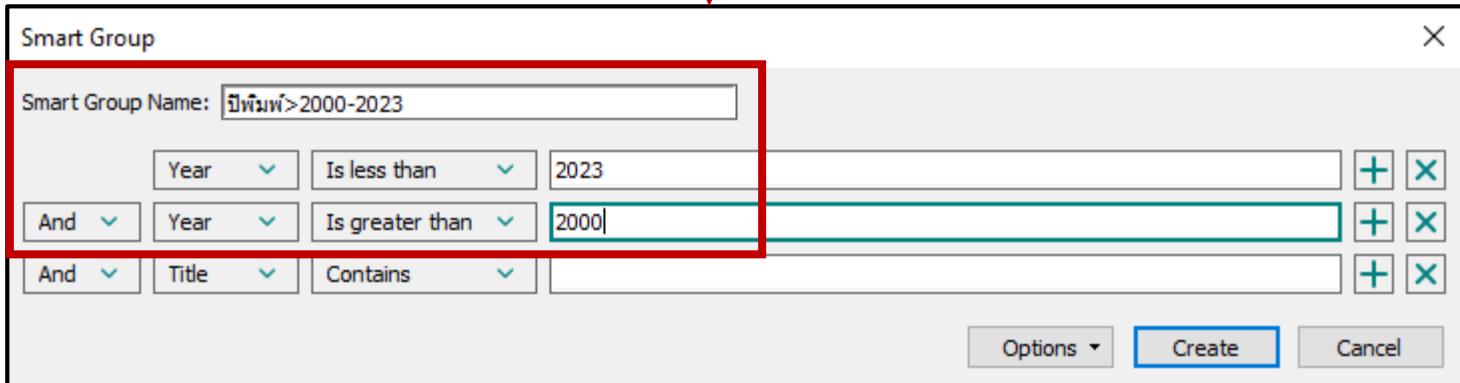 Smart Group
Smart Group Name: ปีพิมพ์>2000-2023
Year Is less than 2023
And Year Is greater than 2000
And Title Contains
Options Create Cancel